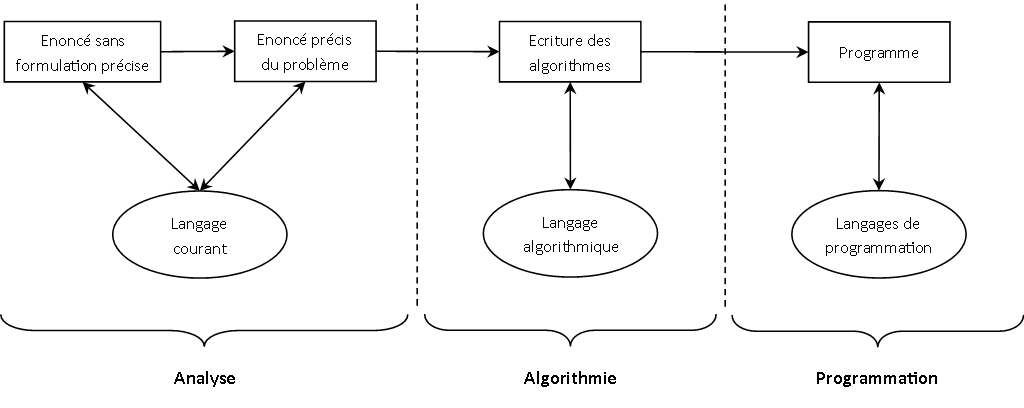 Enoncé sans
formulation précise
Enoncé précis
du problème
Ecriture des
algorithmes
Programme
Langage
courant
Langage
algorithmique
Langages de
programmation
Analyse
Algorithmie
Programmation